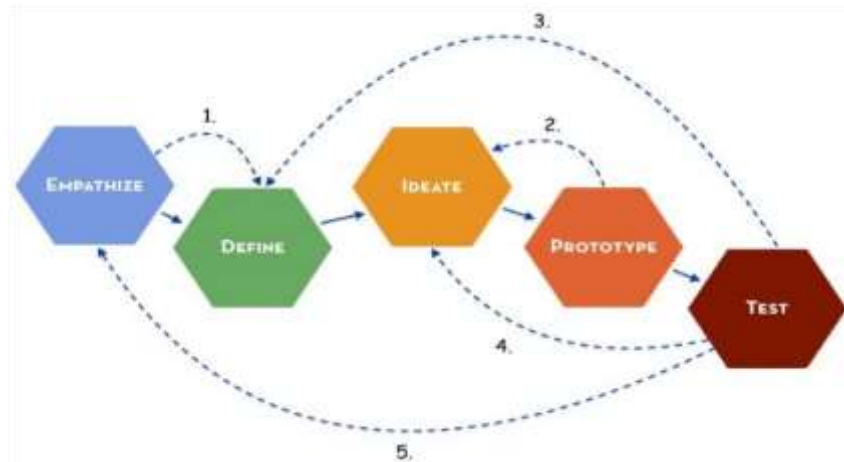 3.
1.
2.
EMPATHIZE
IDEATE
DEFINE
PROTOTYPE
TEST
4.
5.